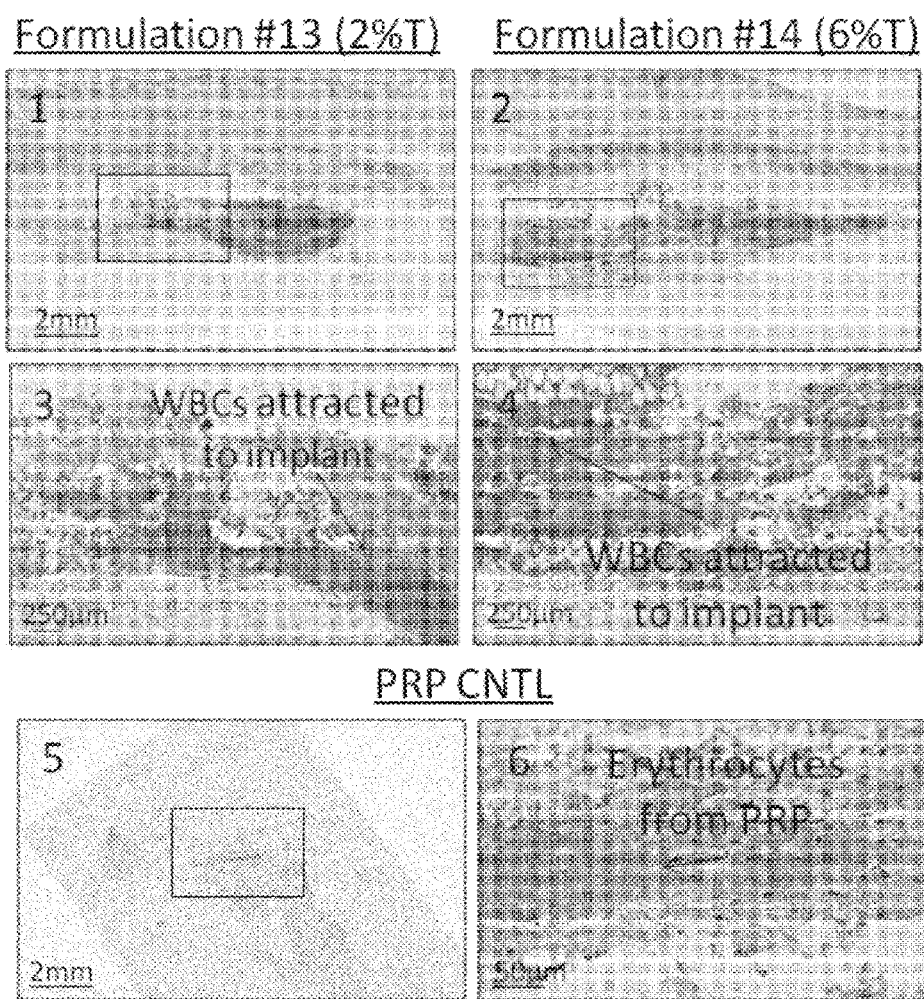 Formulation #13 (2%T)
Formulation #14 (6%T)
1
2mm
2
2mm
3
WBCs attracted
to implant
250µm
4
WBCs attracted
to implant
250µm
PRP CNTL
5
2mm
6
Erythrocytes
from PRP
50µm